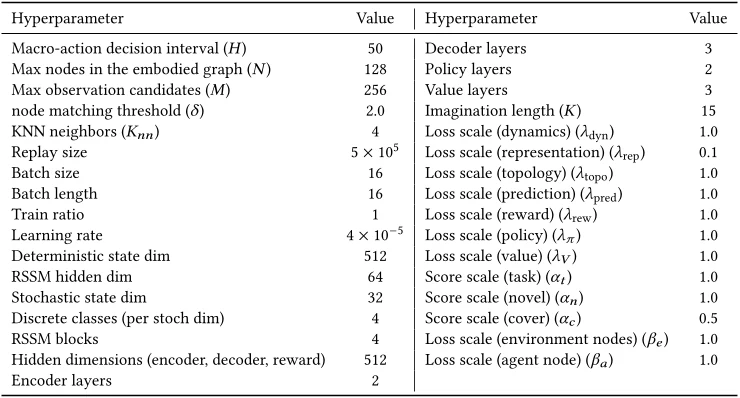 Hyperparameter Value Hyperparameter Value
Macro-action decision interval (H) 50 Decoder layers 3
Max nodes in the embodied graph (N) 128 Policy layers 2
Max observation candidates (M) 256 Value layers 3
node matching threshold (δ) 2.0 Imagination length (K) 15
KNN neighbors (Kₙₙ) 4 Loss scale (dynamics) (λ_dyn) 1.0
Replay size 5 × 10⁵ Loss scale (representation) (λ_rep) 0.1
Batch size 16 Loss scale (topology) (λ_topo) 1.0
Batch length 16 Loss scale (prediction) (λ_pred) 1.0
Train ratio 1 Loss scale (reward) (λ_rew) 1.0
Learning rate 4 × 10⁻⁵ Loss scale (policy) (λ_π) 1.0
Deterministic state dim 512 Loss scale (value) (λ_V) 1.0
RSSM hidden dim 64 Score scale (task) (α_t) 1.0
Stochastic state dim 32 Score scale (novel) (α_n) 1.0
Discrete classes (per stoch dim) 4 Score scale (cover) (α_c) 0.5
RSSM blocks 4 Loss scale (environment nodes) (β_e) 1.0
Hidden dimensions (encoder, decoder, reward) 512 Loss scale (agent node) (β_a) 1.0
Encoder layers 2